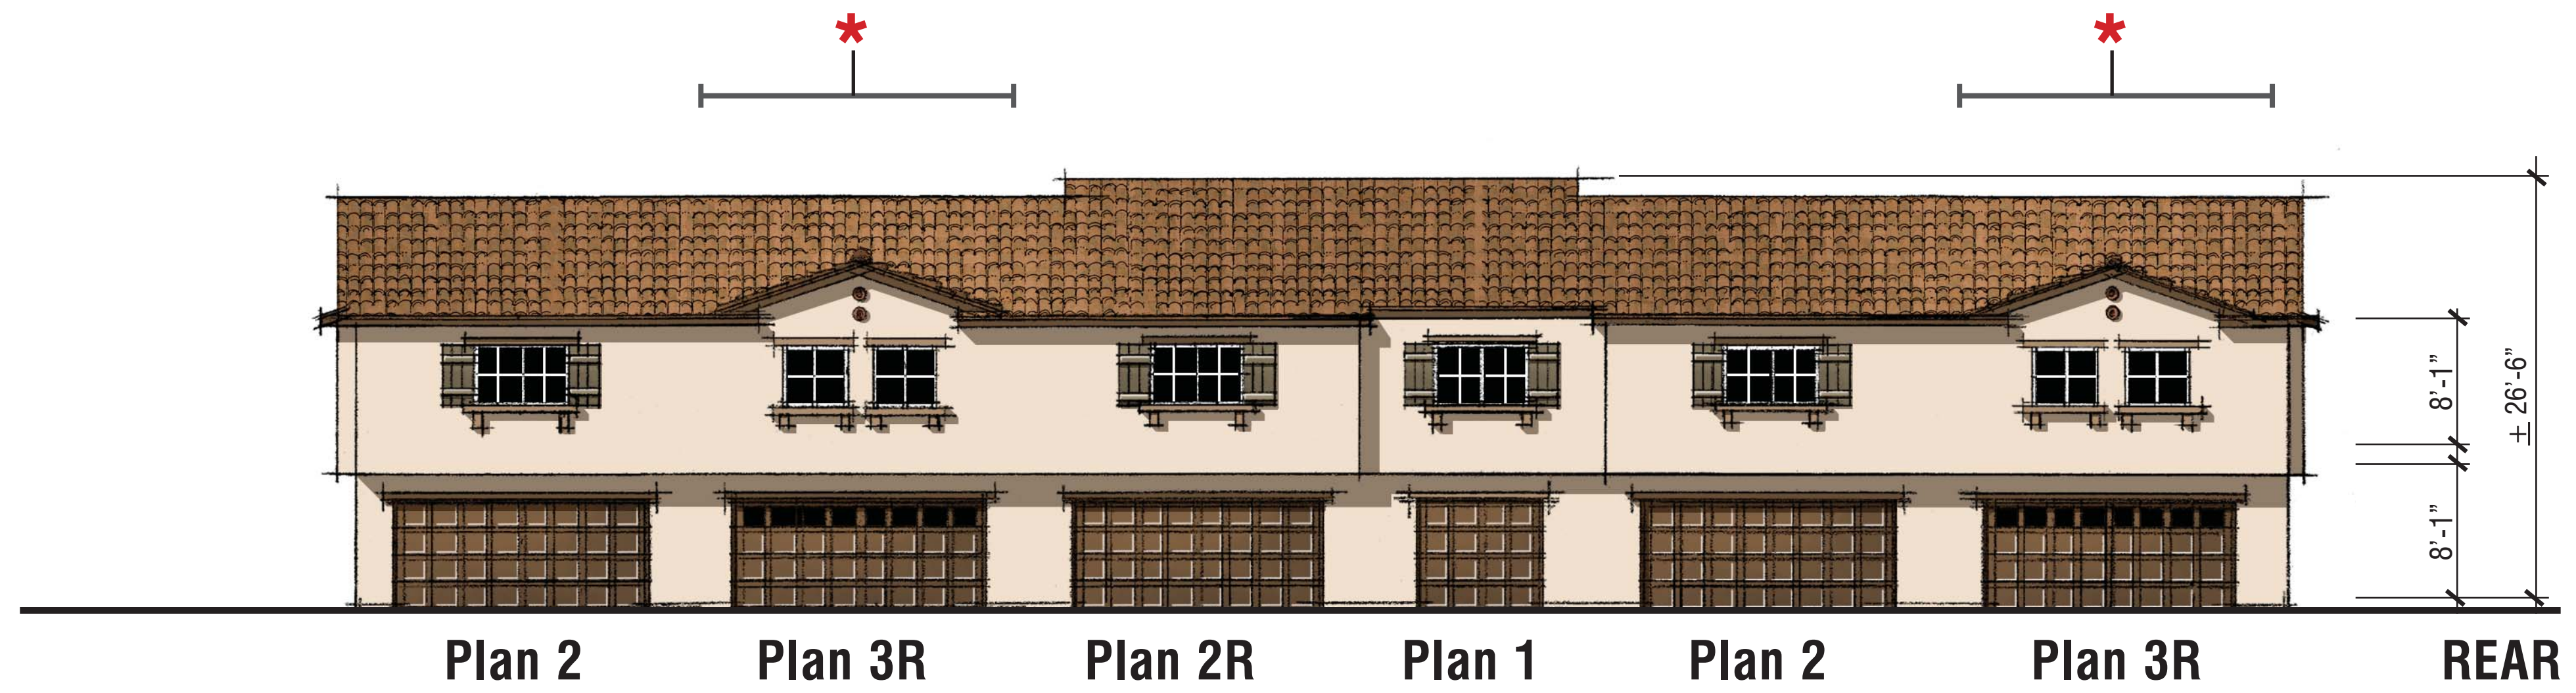 * *
8'-1"
± 26'-6"
8'-1"
Plan 2 Plan 3R Plan 2R Plan 1 Plan 2 Plan 3R REAR